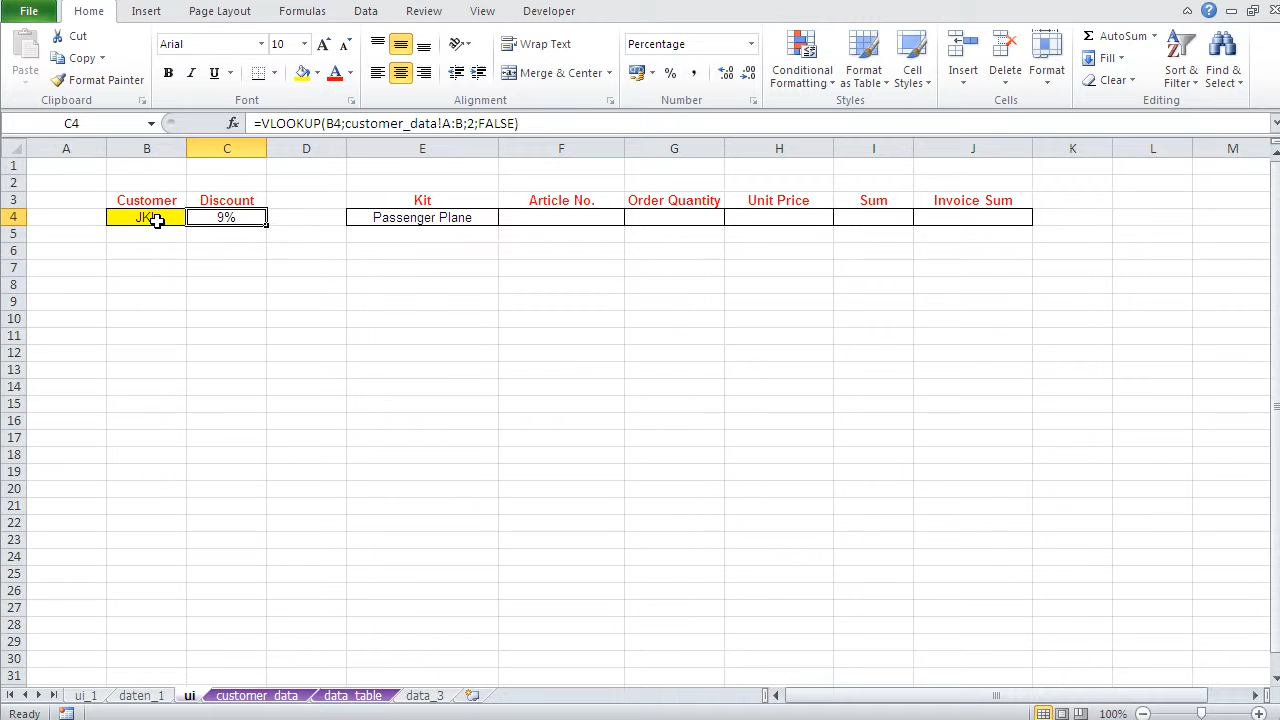 File Home Insert Page Layout Formulas Data Review View Developer
Paste Cut Copy Format Painter Clipboard
Arial 10 B I U A A A Font
Wrap Text Merge & Center Alignment
Percentage % , Number
Conditional Formatting Format as Table Cell Styles Styles
Insert Delete Format Cells
Σ AutoSum Fill Clear Sort & Filter Find & Select Editing
C4 fx =VLOOKUP(B4;customer_data!A:B;2;FALSE)
A B C D E F G H I J K L M
1
2
3 Customer Discount Kit Article No. Order Quantity Unit Price Sum Invoice Sum
4 9% Passenger Plane
5
6
7
8
9
10
11
12
13
14
15
16
17
18
19
20
21
22
23
24
25
26
27
28
29
30
31
ui_1 daten_1 ui customer_data data_table data_3
Ready 100%